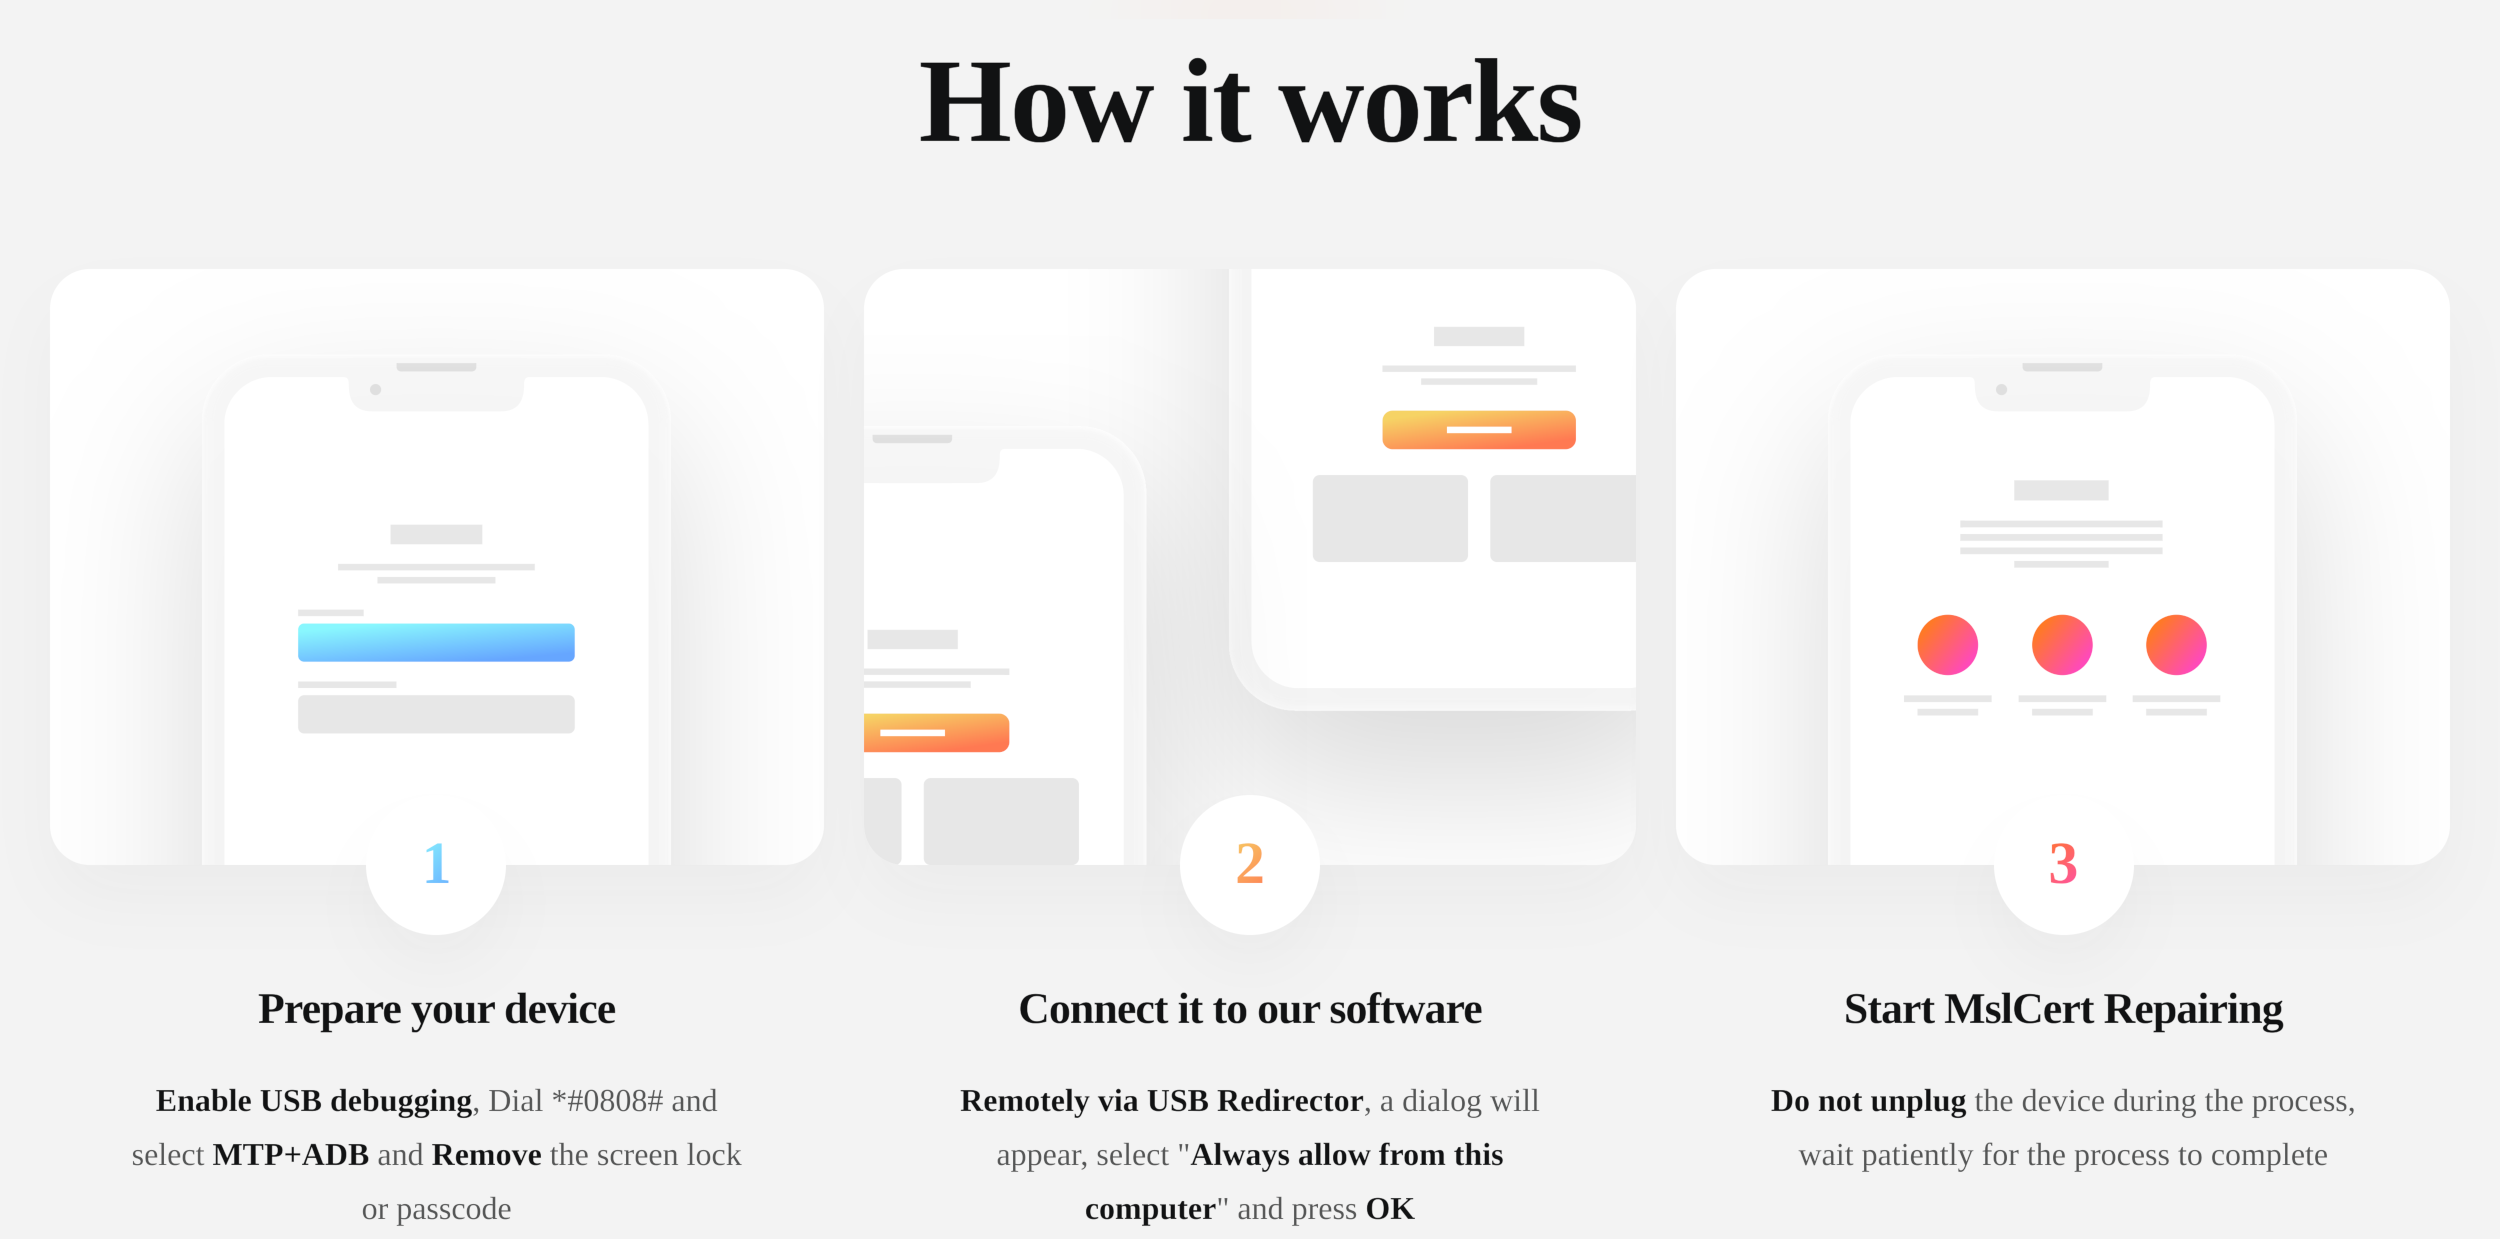 How it works
1
Prepare your device
Enable USB debugging, Dial *#0808# and
select MTP+ADB and Remove the screen lock
or passcode
2
Connect it to our software
Remotely via USB Redirector, a dialog will
appear, select "Always allow from this
computer" and press OK
3
Start MslCert Repairing
Do not unplug the device during the process,
wait patiently for the process to complete